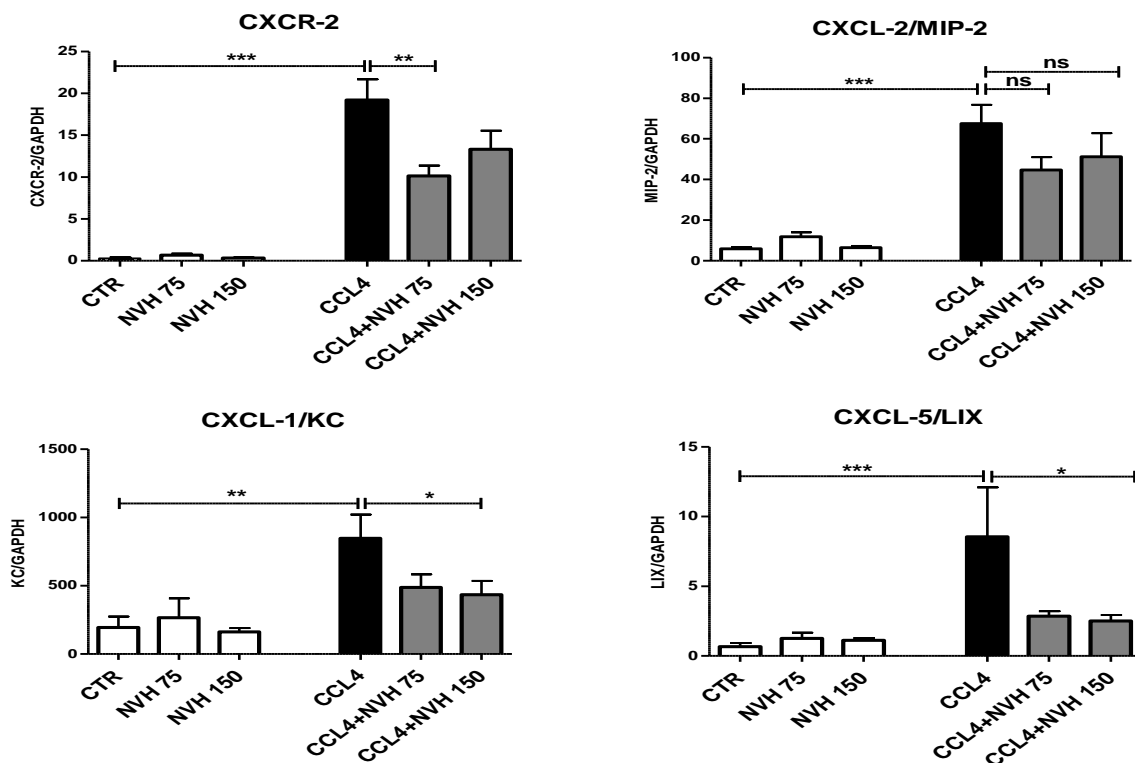 CXCR-2
CXCR-2/GAPDH
25
20
15
10
5
0
***
**
CTR
NVH 75
NVH 150
CCL4
CCL4+NVH 75
CCL4+NVH 150
CXCL-2/MIP-2
MIP-2/GAPDH
100
80
60
40
20
0
***
ns
ns
CTR
NVH 75
NVH 150
CCL4
CCL4+NVH 75
CCL4+NVH 150
CXCL-1/KC
KC/GAPDH
1500
1000
500
0
**
*
CTR
NVH 75
NVH 150
CCL4
CCL4+NVH 75
CCL4+NVH 150
CXCL-5/LIX
LIX/GAPDH
15
10
5
0
***
*
CTR
NVH 75
NVH 150
CCL4
CCL4+NVH 75
CCL4+NVH 150